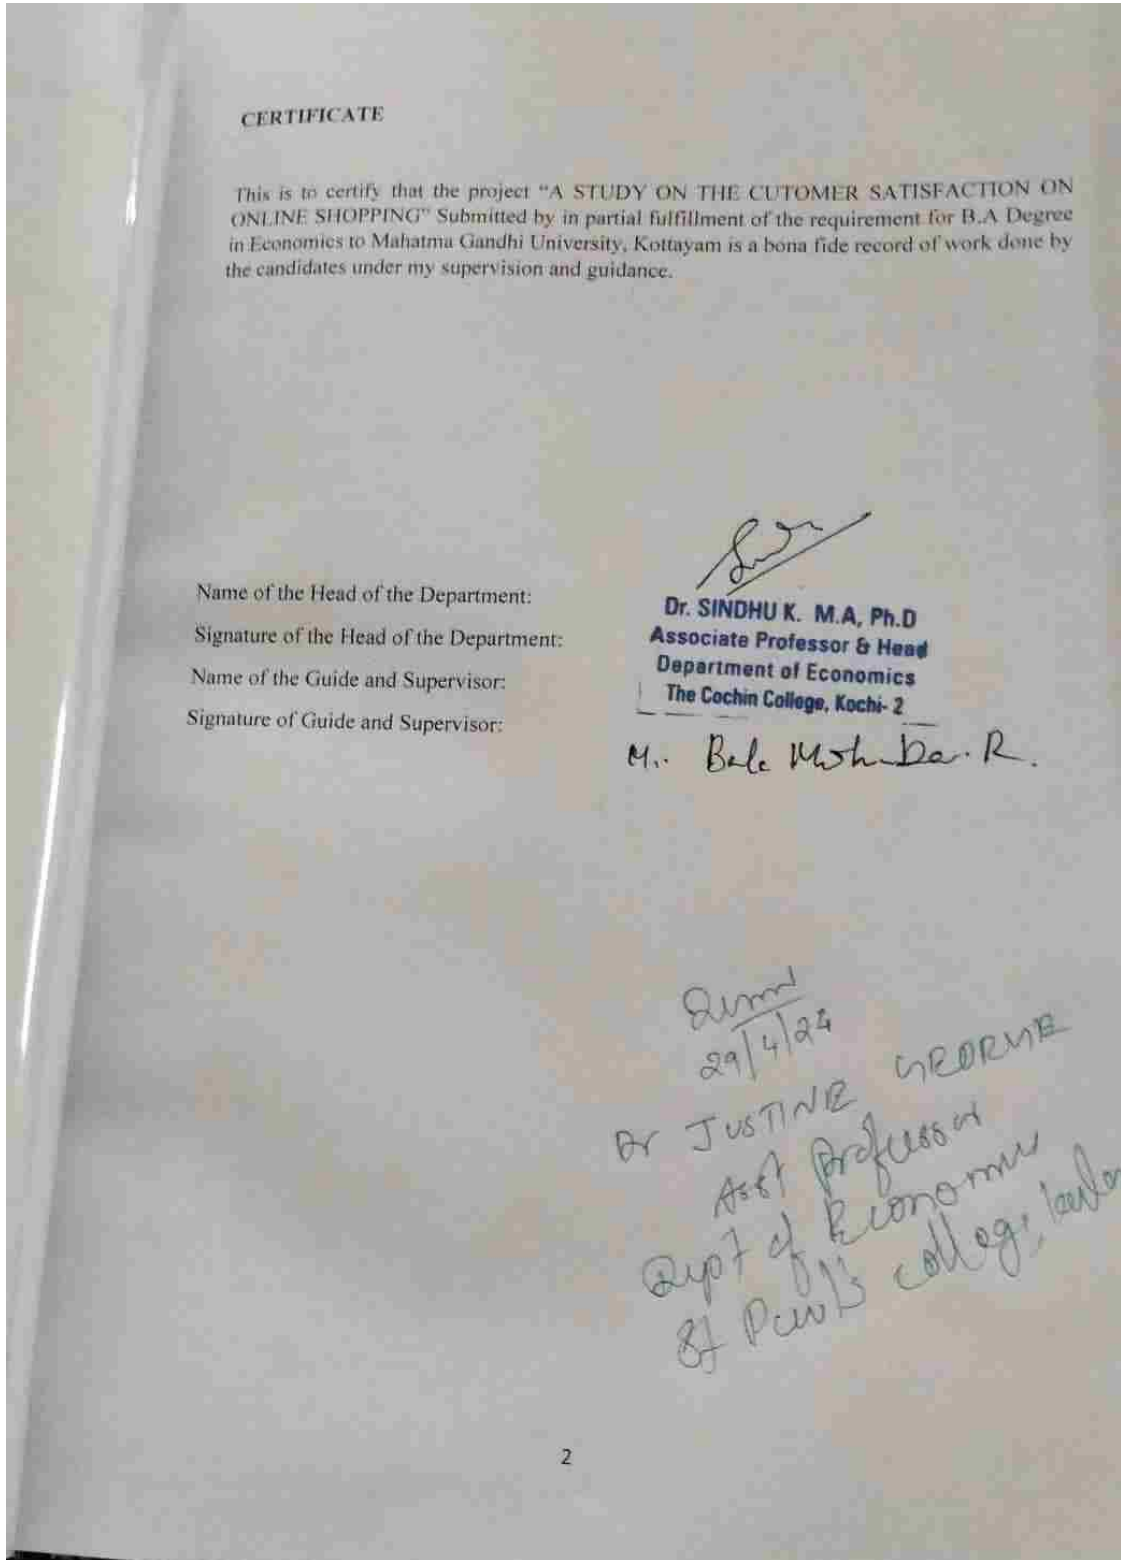 CERTIFICATE
This is to certify that the project “A STUDY ON THE CUTOMER SATISFACTION ON
ONLINE SHOPPING” Submitted by in partial fulfillment of the requirement for B.A Degree
in Economics to Mahatma Gandhi University, Kottayam is a bona fide record of work done by
the candidates under my supervision and guidance.
Name of the Head of the Department:
Signature of the Head of the Department:
Name of the Guide and Supervisor:
Signature of Guide and Supervisor:
Dr. SINDHU K. M.A, Ph.D
Associate Professor & Head
Department of Economics
The Cochin College, Kochi- 2
R.
29/4/24
Dr JUSTINE GEORGE
Asst Professor
Dept of Economics
St Paul's college,
2